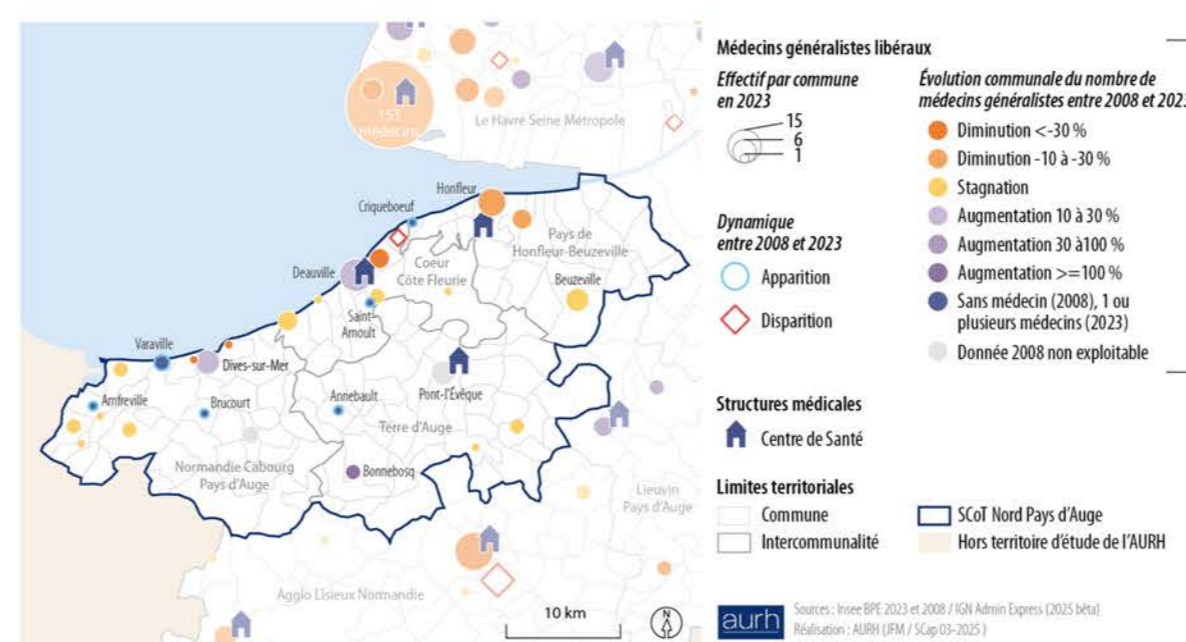 151
médecins
Le Havre Seine Métropole
Honfleur
Criqueboeuf
Pays de
Honfleur-Beuzeville
Coeur
Côte Fleurie
Deauville
Beuzeville
Saint-
Arnoult
Varaville
Dives-sur-Mer
Pont-l'Évêque
Amfreville
Brucourt
Annebault
Terre d'Auge
Normandie Cabourg
Pays d'Auge
Bonnebosq
Lieuvin
Pays d'Auge
Agglo Lisieux Normandie
10 km
N
Médecins généralistes libéraux
Effectif par commune
en 2023
15
6
1
Dynamique
entre 2008 et 2023
Apparition
Disparition
Évolution communale du nombre de
médecins généralistes entre 2008 et 2023
Diminution <-30 %
Diminution -10 à -30 %
Stagnation
Augmentation 10 à 30 %
Augmentation 30 à100 %
Augmentation >=100 %
Sans médecin (2008), 1 ou
plusieurs médecins (2023)
Donnée 2008 non exploitable
Structures médicales
Centre de Santé
Limites territoriales
Commune
Intercommunalité
SCoT Nord Pays d'Auge
Hors territoire d'étude de l'AURH
aurh
Sources : Insee BPE 2023 et 2008 / IGN Admin Express (2025 bêta)
Réalisation : AURH (JFM / SCap 03-2025 )